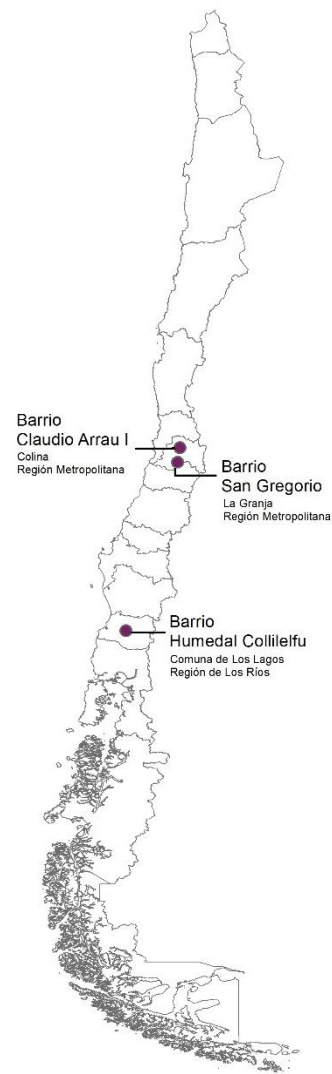 Barrio
Claudio Arrau I
Colina
Región Metropolitana
Barrio
San Gregorio
La Granja
Región Metropolitana
Barrio
Humedal Collilelfu
Comuna de Los Lagos
Región de Los Ríos